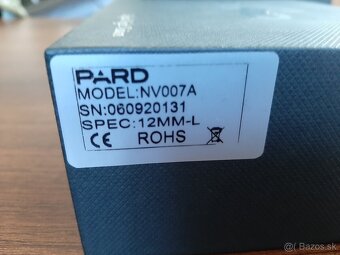 PARD
MODEL:NV007A
SN:060920131
SPEC:12MM-L
CE ROHS
Bazos.sk